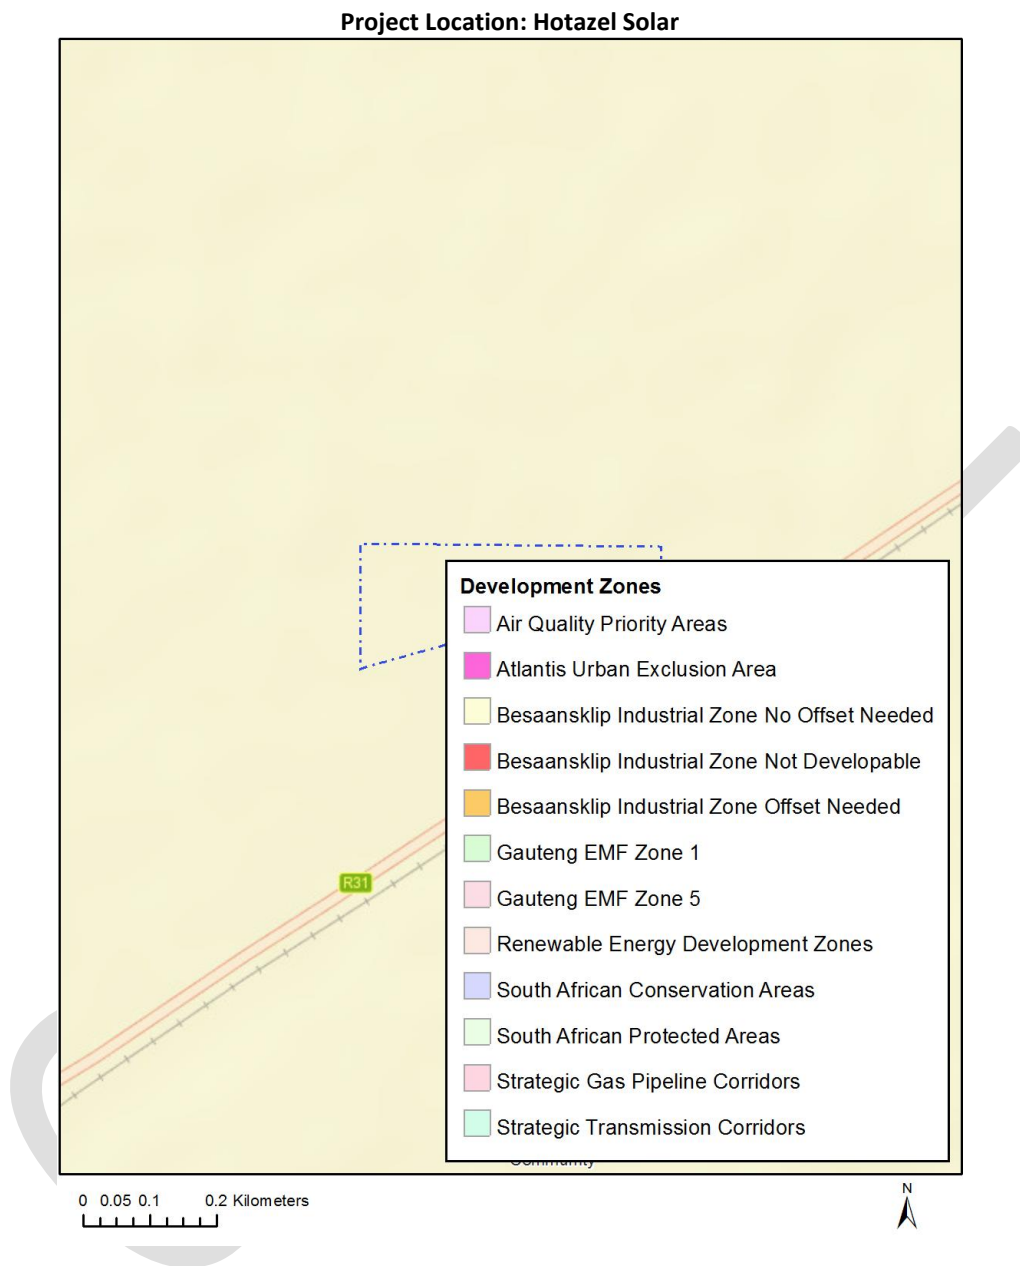 Project Location: Hotazel Solar
R31
Development Zones
Air Quality Priority Areas
Atlantis Urban Exclusion Area
Besaansklip Industrial Zone No Offset Needed
Besaansklip Industrial Zone Not Developable
Besaansklip Industrial Zone Offset Needed
Gauteng EMF Zone 1
Gauteng EMF Zone 5
Renewable Energy Development Zones
South African Conservation Areas
South African Protected Areas
Strategic Gas Pipeline Corridors
Strategic Transmission Corridors
Community
0 0.05 0.1 0.2 Kilometers
N